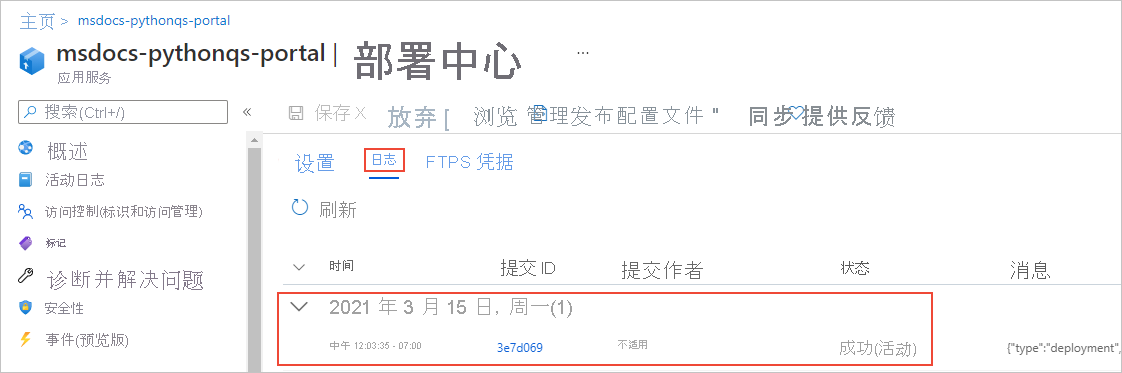 主页 > msdocs-pythonqs-portal
msdocs-pythonqs-portal | 部署中心 ...
应用服务
搜索(Ctrl+/) «
保存 X 放弃 [ 浏览 管理发布配置文件 " 同步 提供反馈
概述
活动日志
访问控制(标识和访问管理)
标记
诊断并解决问题
安全性
事件(预览版)
设置 日志 FTPS 凭据
刷新
时间 提交 ID 提交作者 状态 消息
2021 年 3 月 15 日, 周一(1)
中午 12:03:35 - 07:00 3e7d069 不适用 成功(活动) {"type":"deployment",